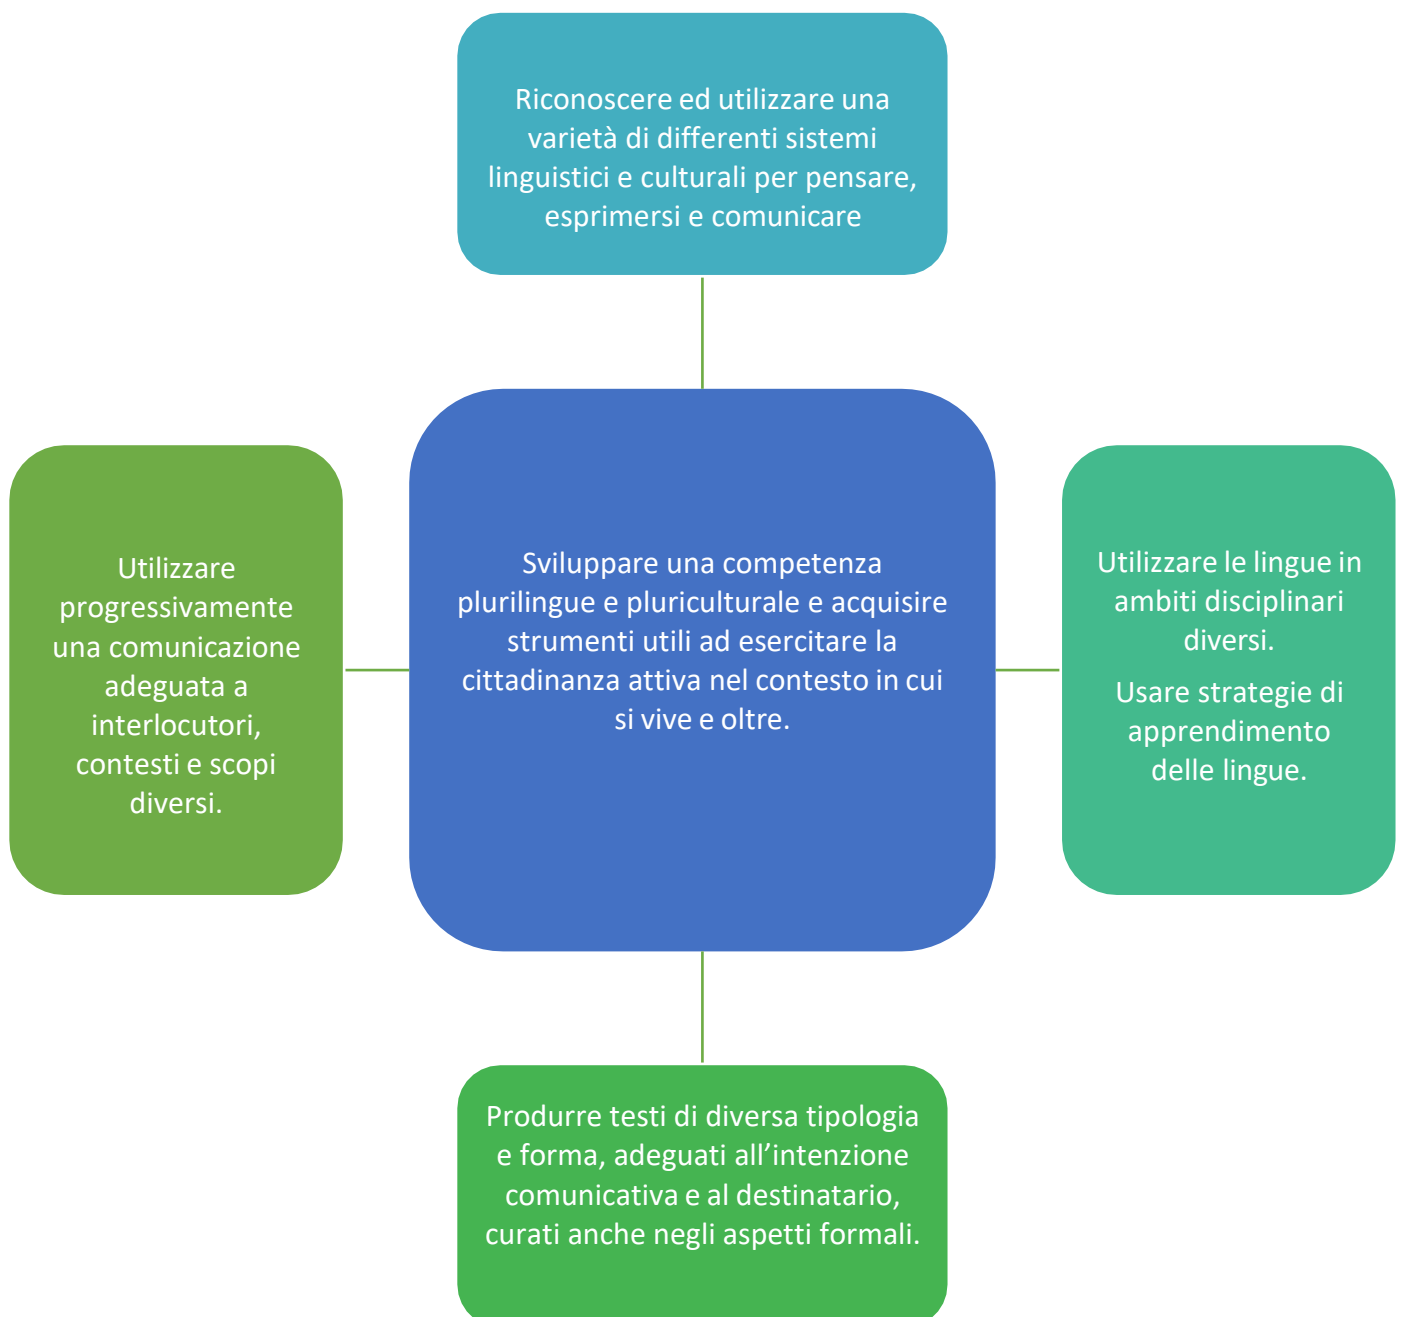 Riconoscere ed utilizzare una
varietà di differenti sistemi
linguistici e culturali per pensare,
esprimersi e comunicare
Utilizzare
progressivamente
una comunicazione
adeguata a
interlocutori,
contesti e scopi
diversi.
Sviluppare una competenza
plurilingue e pluriculturale e acquisire
strumenti utili ad esercitare la
cittadinanza attiva nel contesto in cui
si vive e oltre.
Utilizzare le lingue in
ambiti disciplinari
diversi.
Usare strategie di
apprendimento
delle lingue.
Produrre testi di diversa tipologia
e forma, adeguati all’intenzione
comunicativa e al destinatario,
curati anche negli aspetti formali.